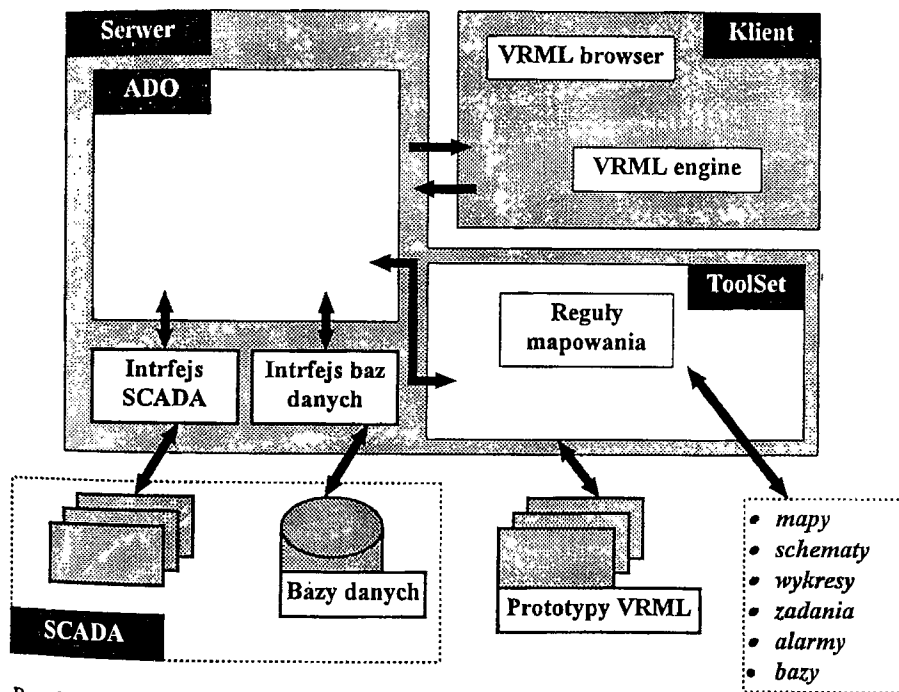 Serwer
Klient
VRML browser
ADO
VRML engine
ToolSet
Reguły
mapowania
Intrfejs
SCADA
Intrfejs baz
danych
• mapy
• schematy
• wykresy
• zadania
• alarmy
• bazy
Bazy danych
Prototypy VRML
SCADA